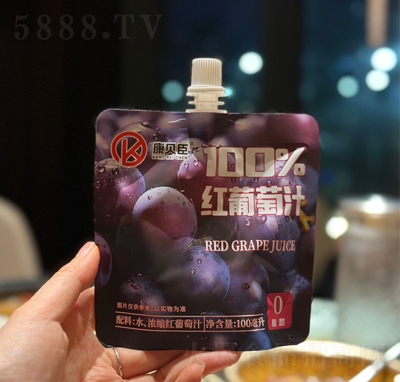 5888.TV
康贝臣
KANG BEI CHEN
100%
红葡萄汁
RED GRAPE JUICE
图片仅供参考,以实物为准
0
脂肪
配料:水、浓缩红葡萄汁 净含量:100毫升